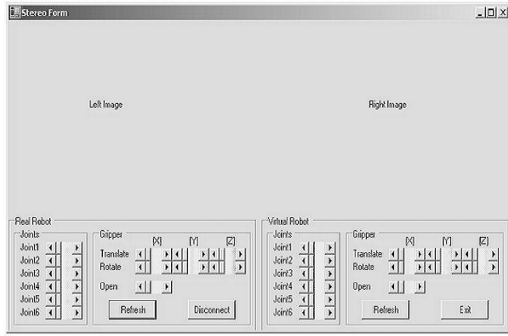 Stereo Form
Left Image Right Image
Real Robot Virtual Robot
Joints Gripper [X] [Y] [Z] Joints Gripper [X] [Y] [Z]
Joint1 Joint1
Joint2 Translate Joint2 Translate
Joint3 Rotate Joint3 Rotate
Joint4 Open Joint4 Open
Joint5 Joint5
Joint6 Refresh Disconnect Joint6 Refresh Exit